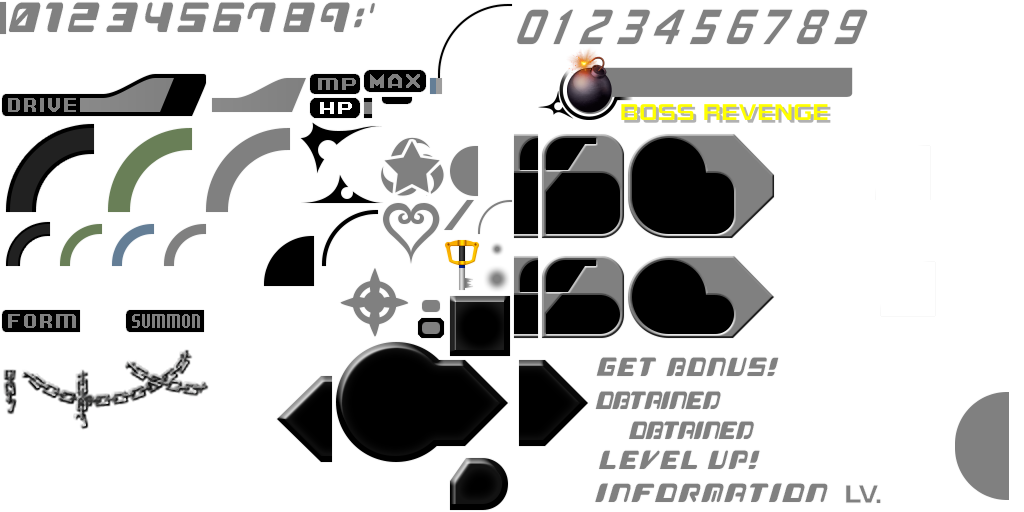 0123456789:'
0123456789
MP MAX
DRIVE
HP
BOSS REVENGE
FORM SUMMON
GET BONUS!
OBTAINED
OBTAINED
LEVEL UP!
INFORMATION LV.